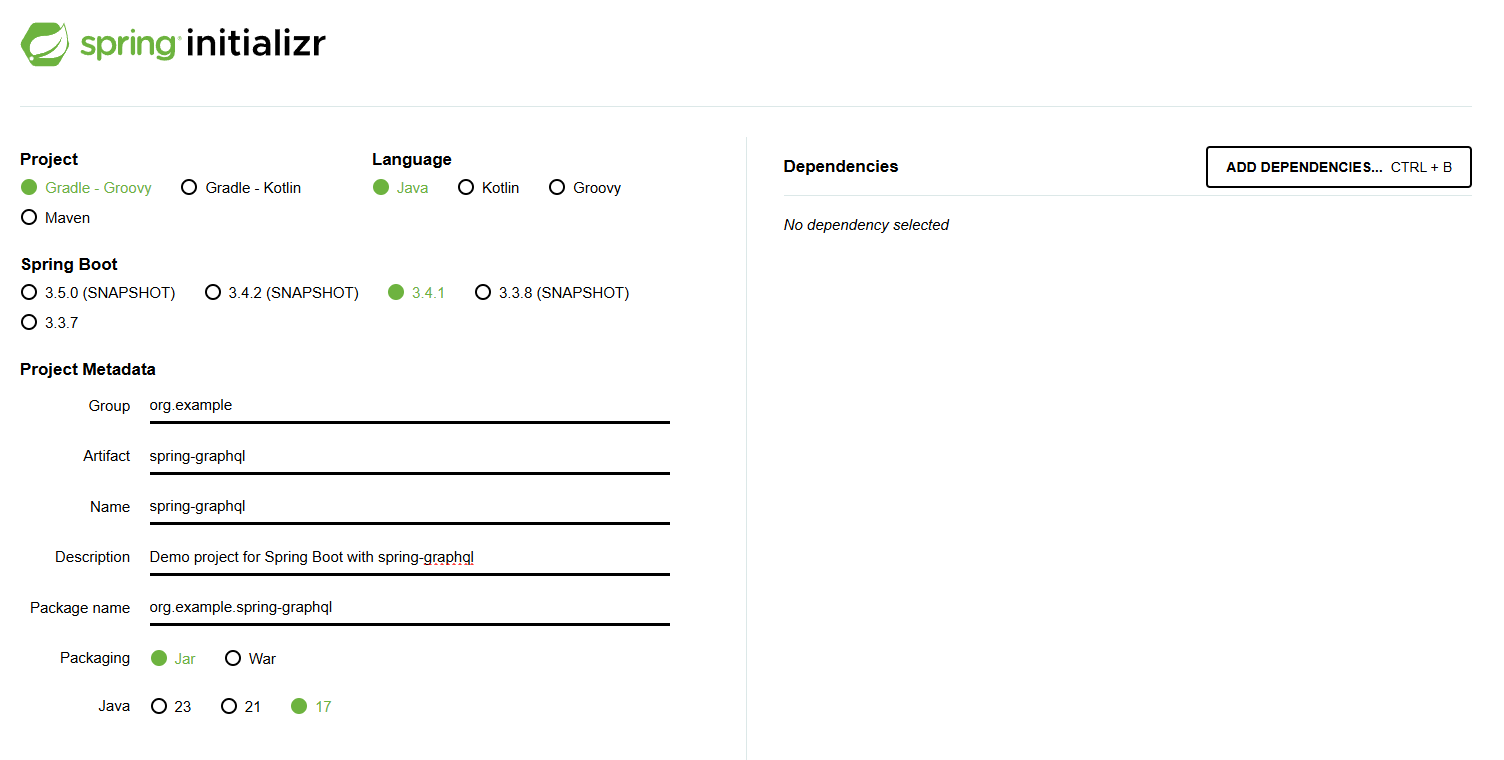 spring initializr
Project
Gradle - Groovy Gradle - Kotlin
Maven
Language
Java Kotlin Groovy
Spring Boot
3.5.0 (SNAPSHOT) 3.4.2 (SNAPSHOT) 3.4.1 3.3.8 (SNAPSHOT)
3.3.7
Project Metadata
Group org.example
Artifact spring-graphql
Name spring-graphql
Description Demo project for Spring Boot with spring-graphql
Package name org.example.spring-graphql
Packaging Jar War
Java 23 21 17
Dependencies ADD DEPENDENCIES... CTRL + B
No dependency selected